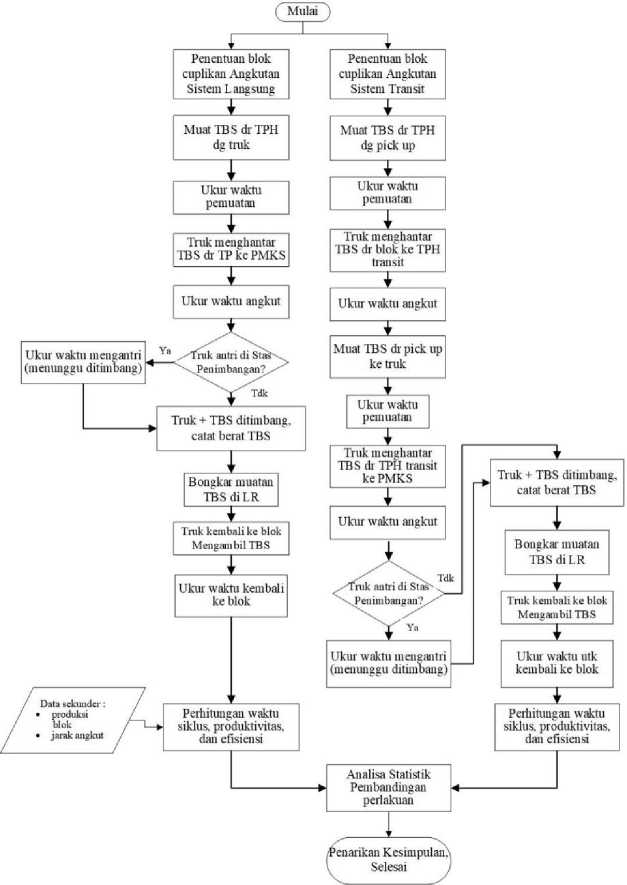 Mulai
Penentuan blok
cuplikan Angkutan
Sistem Langsung
Muat TBS dr TPH
dg truk
Ukur waktu
pemuatan
Truk menghantar
TBS dr TP ke PMKS
Ukur waktu angkut
Truk antri di Stas
Penimbangan?
Ya
Tdk
Ukur waktu mengantri
(menunggu ditimbang)
Truk + TBS ditimbang,
catat berat TBS
Bongkar muatan
TBS di LR
Truk kembali ke blok
Mengambil TBS
Ukur waktu kembali
ke blok
Data sekunder :
• produksi
blok
• jarak angkut
Perhitungan waktu
siklus, produktivitas,
dan efisiensi
Penentuan blok
cuplikan Angkutan
Sistem Transit
Muat TBS dr TPH
dg pick up
Ukur waktu
pemuatan
Truk menghantar
TBS dr blok ke TPH
transit
Ukur waktu angkut
Muat TBS dr pick up
ke truk
Ukur waktu
pemuatan
Truk menghantar
TBS dr TPH transit
ke PMKS
Ukur waktu angkut
Truk antri di Stas
Penimbangan?
Tdk
Ya
Ukur waktu mengantri
(menunggu ditimbang)
Truk + TBS ditimbang,
catat berat TBS
Bongkar muatan
TBS di LR
Truk kembali ke blok
Mengambil TBS
Ukur waktu utk
kembali ke blok
Perhitungan waktu
siklus, produktivitas,
dan efisiensi
Analisa Statistik
Pembandingan
perlakuan
Penarikan Kesimpulan,
Selesai